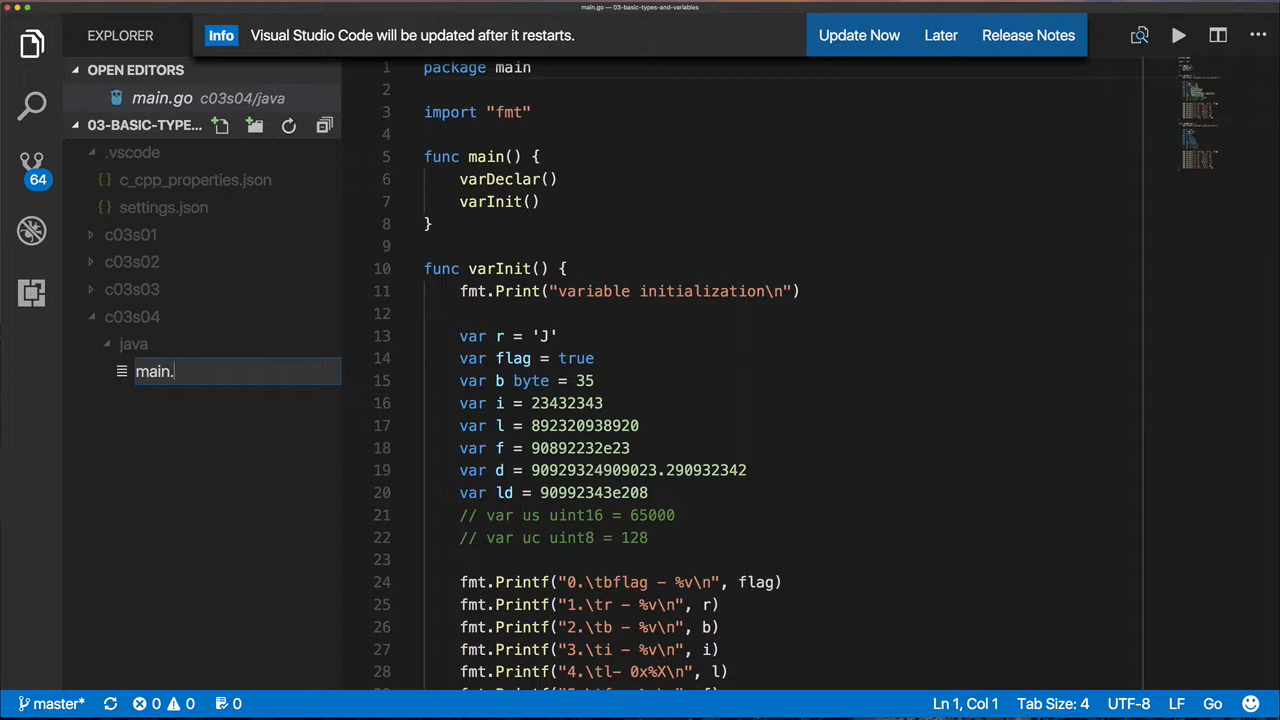 main.go — 03-basic-types-and-variables
EXPLORER
Info Visual Studio Code will be updated after it restarts.
Update Now Later Release Notes
OPEN EDITORS
main.go c03s04/java
03-BASIC-TYPE...
.vscode
{} c_cpp_properties.json
{} settings.json
c03s01
c03s02
c03s03
c03s04
java
main.
64
1 package main
2
3 import "fmt"
4
5 func main() {
6 varDeclar()
7 varInit()
8 }
9
10 func varInit() {
11 fmt.Print("variable initialization\n")
12
13 var r = 'J'
14 var flag = true
15 var b byte = 35
16 var i = 23432343
17 var l = 892320938920
18 var f = 90892232e23
19 var d = 90929324909023.290932342
20 var ld = 90992343e208
21 // var us uint16 = 65000
22 // var uc uint8 = 128
23
24 fmt.Printf("0.\tbflag - %v\n", flag)
25 fmt.Printf("1.\tr - %v\n", r)
26 fmt.Printf("2.\tb - %v\n", b)
27 fmt.Printf("3.\ti - %v\n", i)
28 fmt.Printf("4.\tl- 0x%X\n", l)
master* 0 0 0 Ln 1, Col 1 Tab Size: 4 UTF-8 LF Go